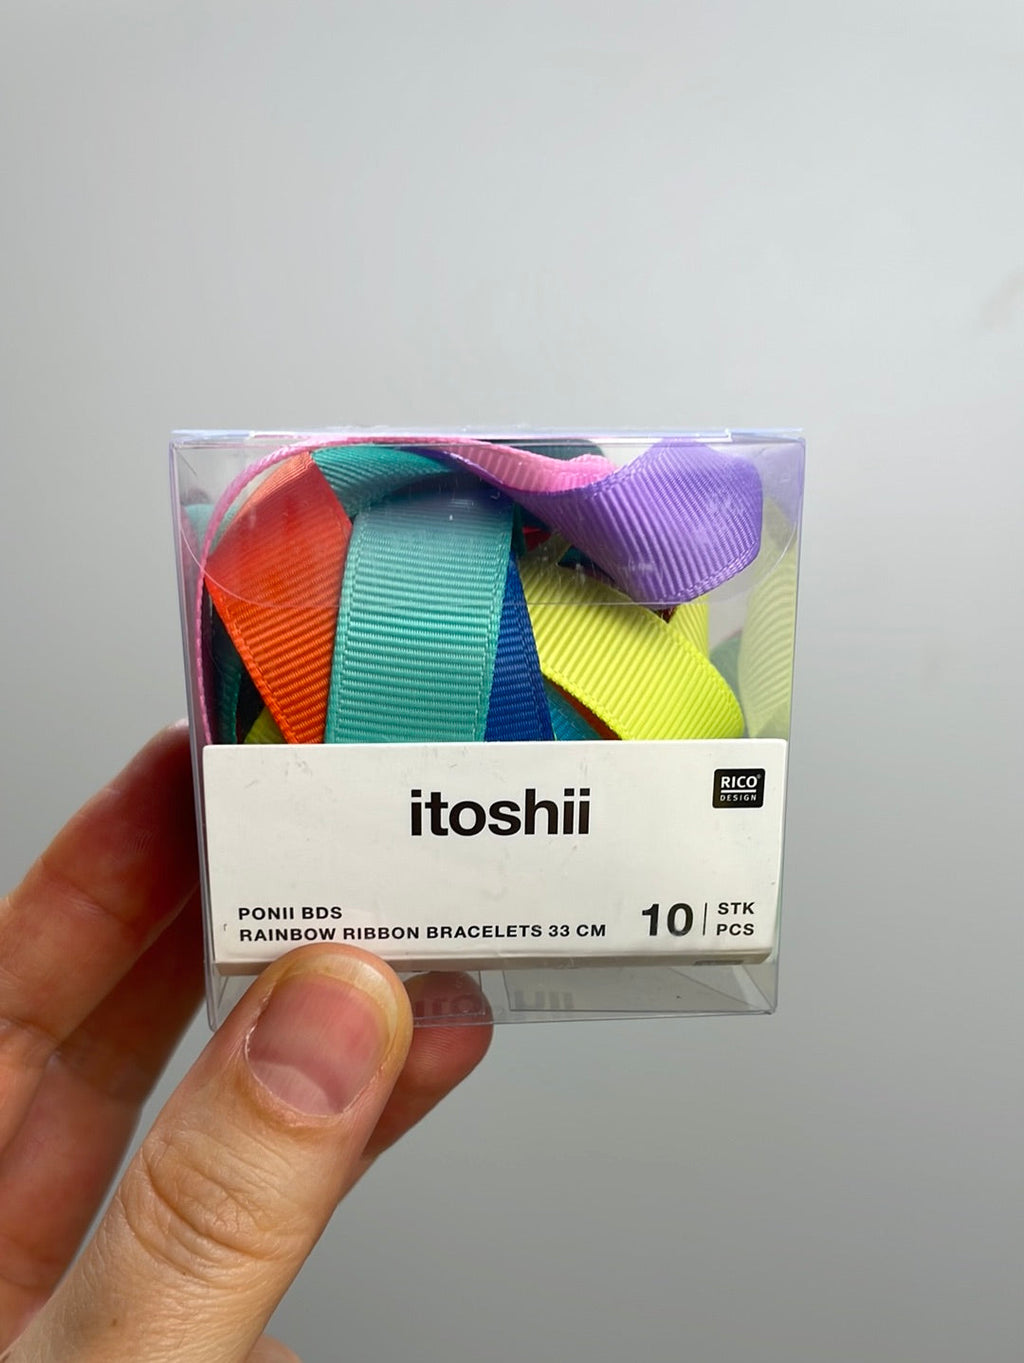 itoshii
RICO®
DESIGN
PONII BDS
RAINBOW RIBBON BRACELETS 33 CM
10
STK
PCS